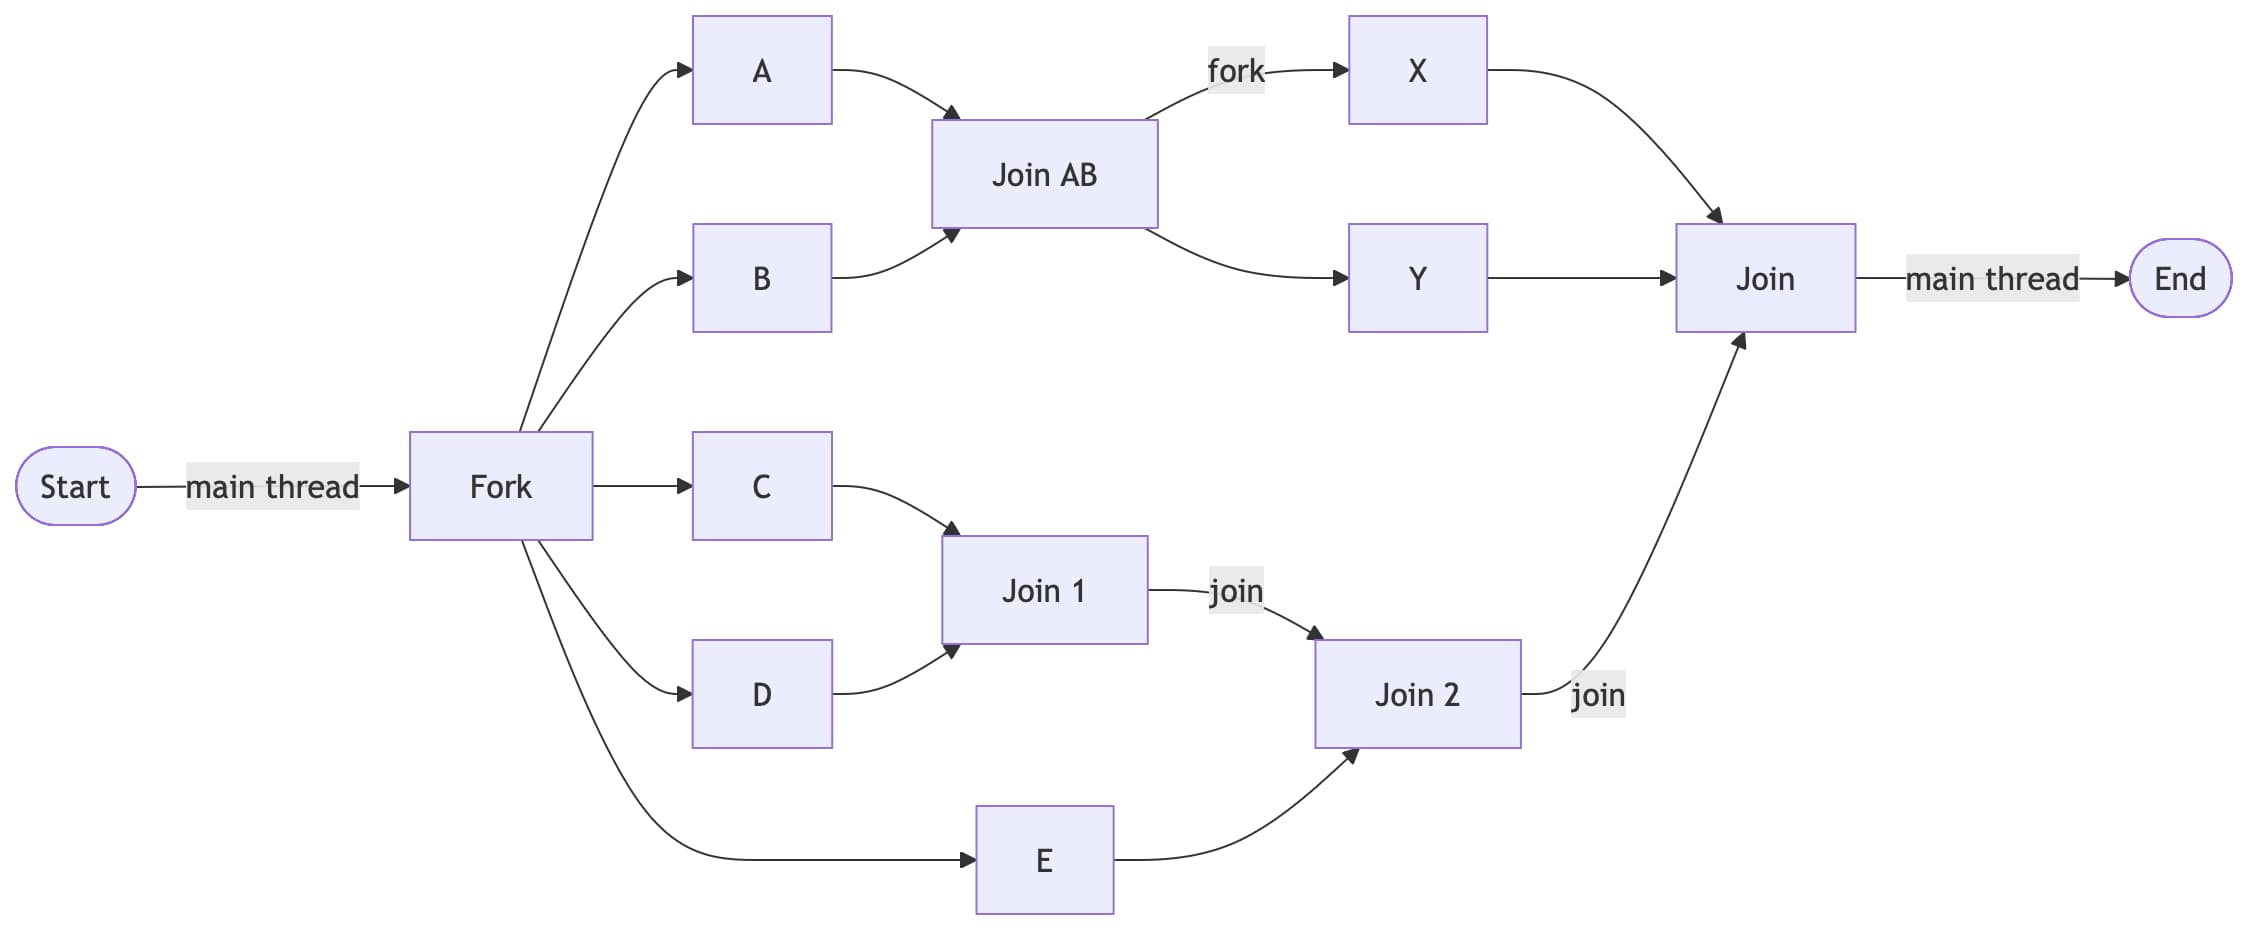 A
fork
X
Join AB
B
Y
Join
main thread
End
Start
main thread
Fork
C
Join 1
join
D
Join 2
join
E